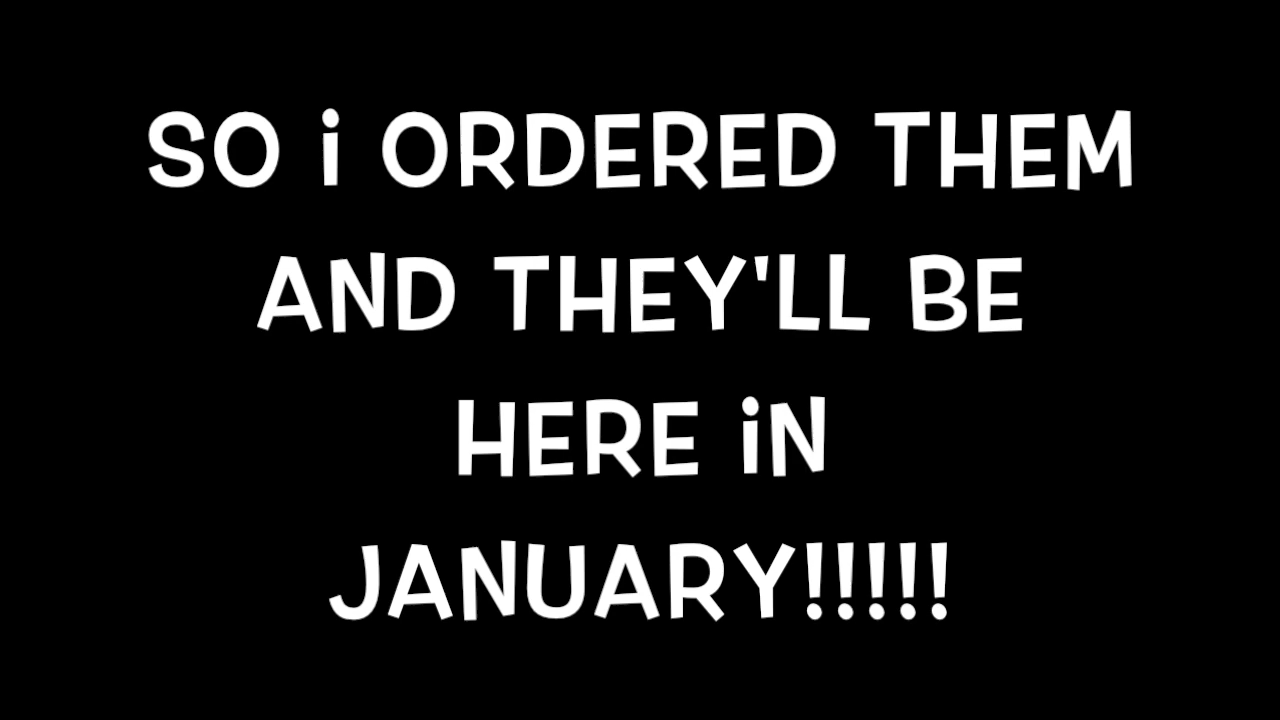 SO i ORDERED THEM
AND THEY'LL BE
HERE iN
JANUARY!!!!!